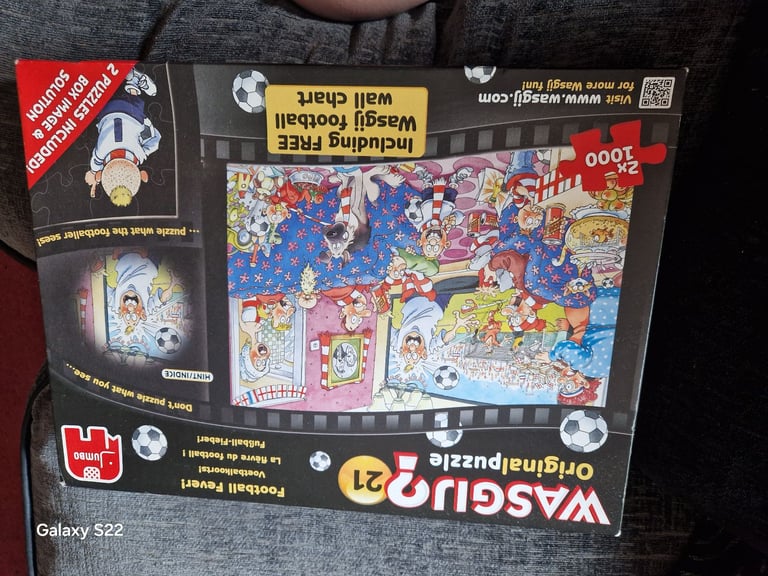 WASGIJ?
Originalpuzzle
21
Football Fever!
Voetbalkoorts!
La fièvre du football !
Fußball-Fieber!
JUMBO
Don't puzzle what you see...
HINT/INDICE
... puzzle what the footballer sees!
2x
1000
Including FREE
Wasgij football
wall chart
Visit www.wasgij.com
for more Wasgij fun!
2 PUZZLES INCLUDED!
BOX IMAGE &
SOLUTION
Galaxy S22